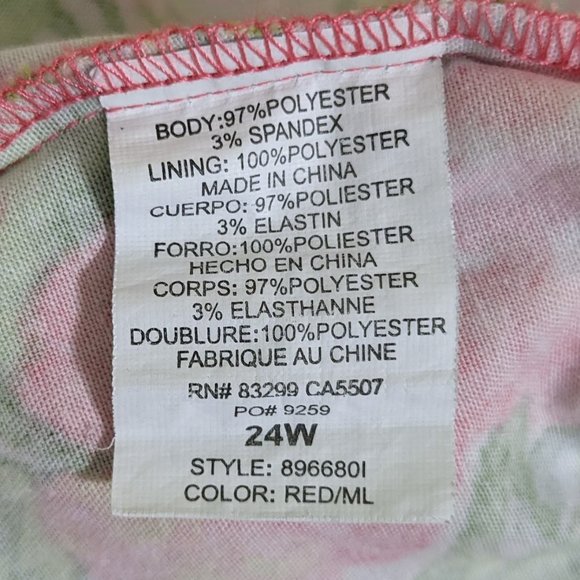 BODY:97%POLYESTER
3% SPANDEX
LINING: 100%POLYESTER
MADE IN CHINA
CUERPO: 97%POLIESTER
3% ELASTIN
FORRO:100%POLIESTER
HECHO EN CHINA
CORPS: 97%POLYESTER
3% ELASTHANNE
DOUBLURE:100%POLYESTER
FABRIQUE AU CHINE
RN# 83299 CA5507
PO# 9259
24W
STYLE: 896680I
COLOR: RED/ML